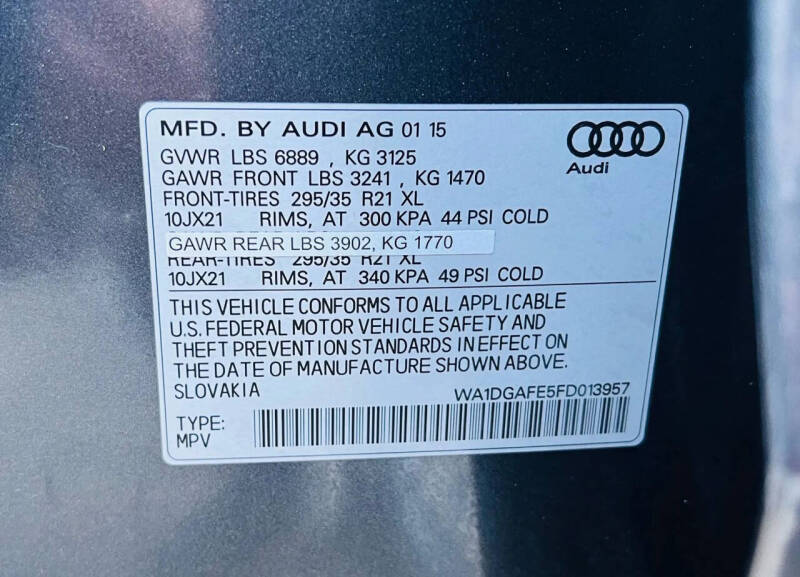 MFD. BY AUDI AG 01 15
Audi
GVWR LBS 6889 , KG 3125
GAWR FRONT LBS 3241 , KG 1470
FRONT-TIRES 295/35 R21 XL
10JX21 RIMS, AT 300 KPA 44 PSI COLD
GAWR REAR LBS 3902, KG 1770
REAR-TIRES 295/35 R21 XL
10JX21 RIMS, AT 340 KPA 49 PSI COLD
THIS VEHICLE CONFORMS TO ALL APPLICABLE
U.S. FEDERAL MOTOR VEHICLE SAFETY AND
THEFT PREVENTION STANDARDS IN EFFECT ON
THE DATE OF MANUFACTURE SHOWN ABOVE.
SLOVAKIA WA1DGAFE5FD013957
TYPE:
MPV